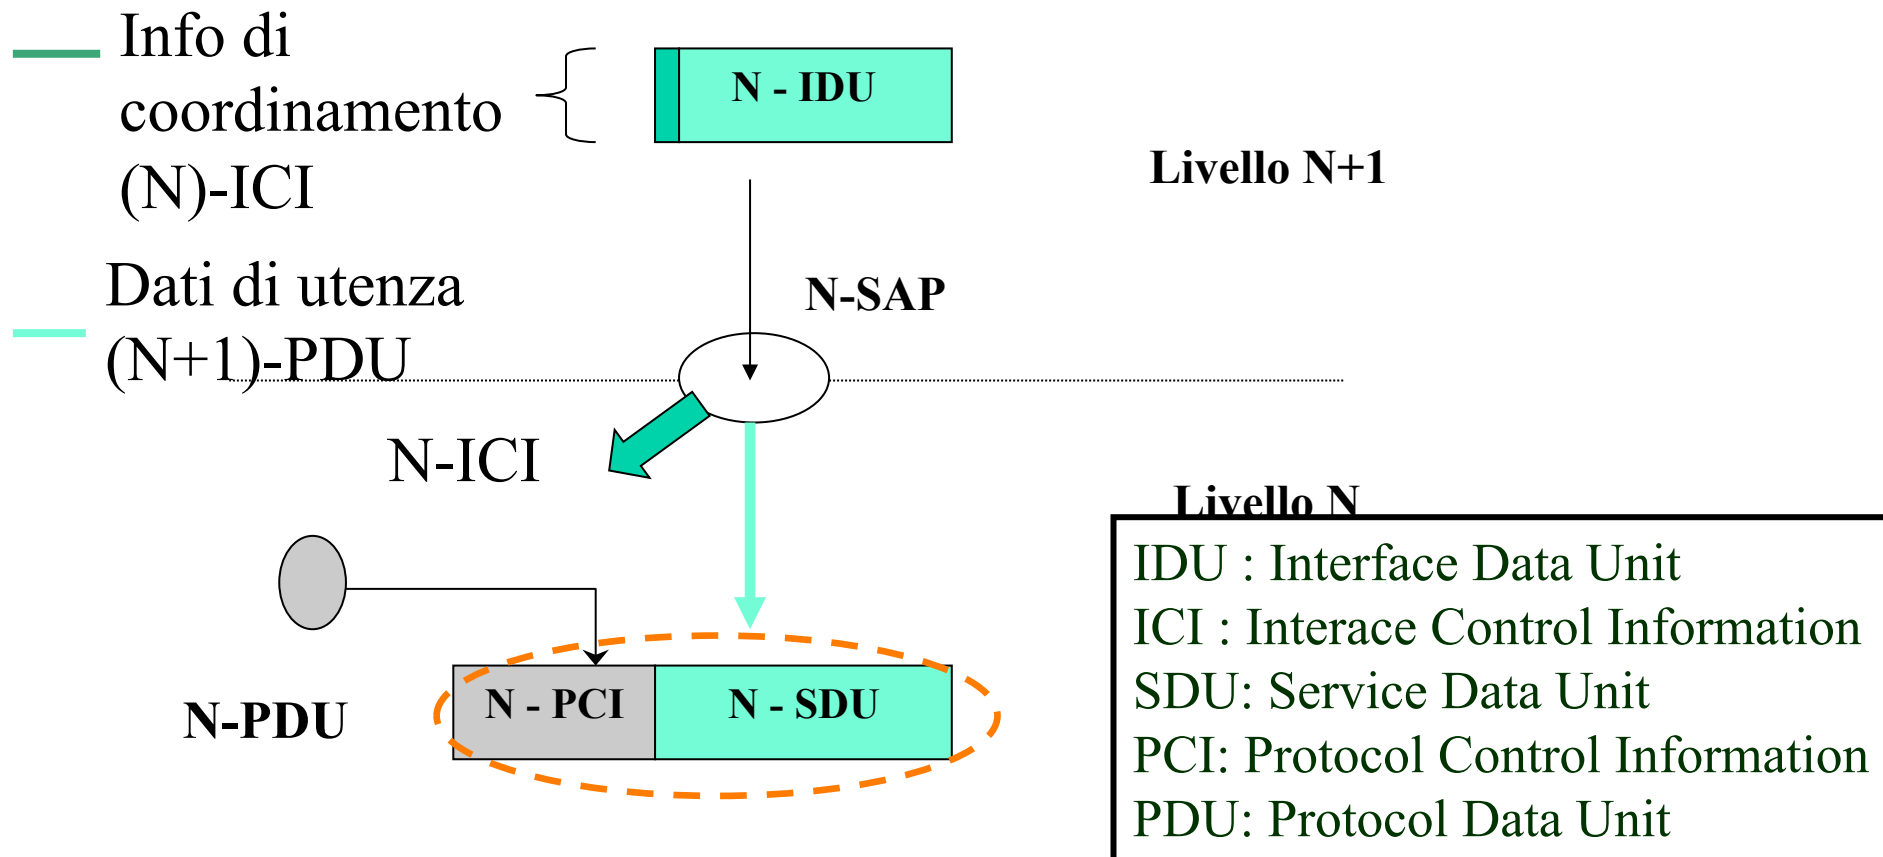 Info di
coordinamento
(N)-ICI
N - IDU
Livello N+1
Dati di utenza
(N+1)-PDU
N-SAP
N-ICI
Livello N
N-PDU
N - PCI
N - SDU
IDU : Interface Data Unit
ICI : Interace Control Information
SDU: Service Data Unit
PCI: Protocol Control Information
PDU: Protocol Data Unit